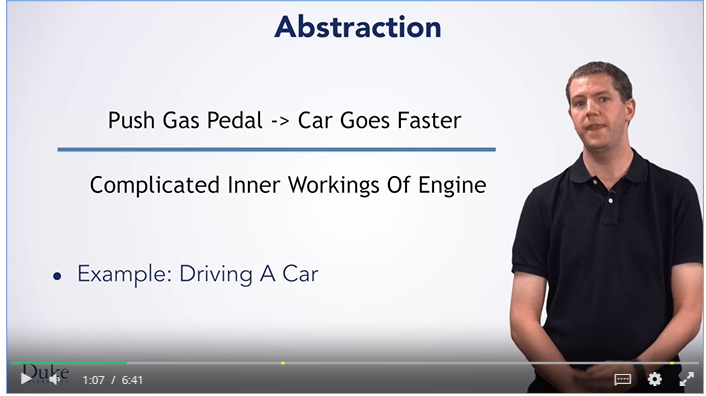 Abstraction
Push Gas Pedal -> Car Goes Faster
Complicated Inner Workings Of Engine
• Example: Driving A Car
Duke
1:07 / 6:41